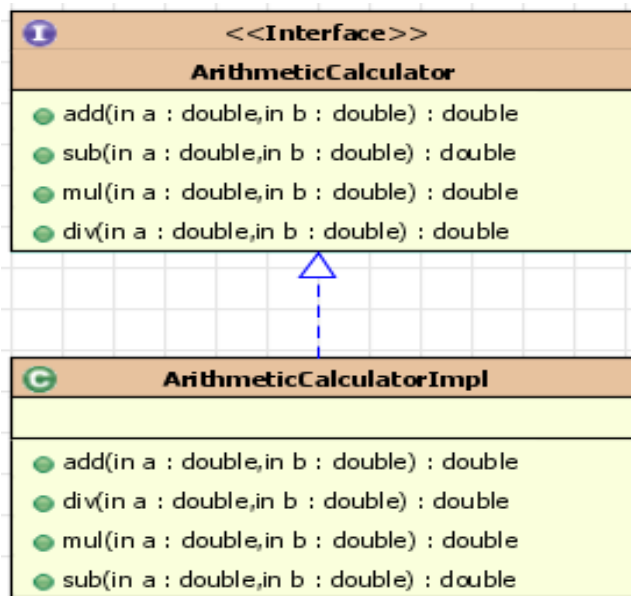 I <<Interface>>
ArithmeticCalculator
add(in a : double,in b : double) : double
sub(in a : double,in b : double) : double
mul(in a : double,in b : double) : double
div(in a : double,in b : double) : double
C ArithmeticCalculatorImpl
add(in a : double,in b : double) : double
div(in a : double,in b : double) : double
mul(in a : double,in b : double) : double
sub(in a : double,in b : double) : double